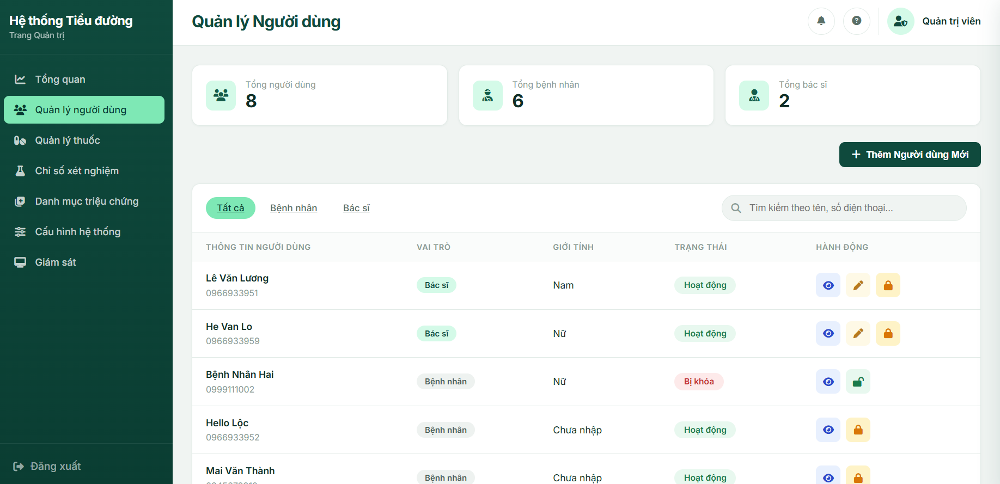 Hệ thống Tiểu đường
Trang Quản trị
Tổng quan
Quản lý người dùng
Quản lý thuốc
Chỉ số xét nghiệm
Danh mục triệu chứng
Cấu hình hệ thống
Giám sát
Đăng xuất
Quản lý Người dùng
Quản trị viên
Tổng người dùng
8
Tổng bệnh nhân
6
Tổng bác sĩ
2
+ Thêm Người dùng Mới
Tất cả Bệnh nhân Bác sĩ
Tìm kiếm theo tên, số điện thoại...
THÔNG TIN NGƯỜI DÙNG VAI TRÒ GIỚI TÍNH TRẠNG THÁI HÀNH ĐỘNG
Lê Văn Lương
0966933951
Bác sĩ Nam Hoạt động
He Van Lo
0966933959
Bác sĩ Nữ Hoạt động
Bệnh Nhân Hai
0999111002
Bệnh nhân Nữ Bị khóa
Hello Lộc
0966933952
Bệnh nhân Chưa nhập Hoạt động
Mai Văn Thành
Bệnh nhân Chưa nhập Hoạt động